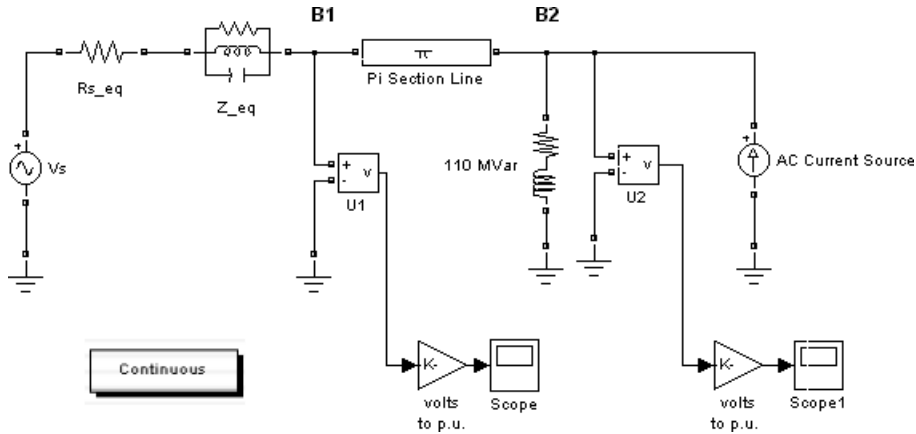 B1
B2
Rs_eq
Z_eq
Pi Section Line
+
Vs
+
-
v
U1
110 MVar
+
-
v
U2
+
AC Current Source
Continuous
K-
volts
to p.u.
Scope
K-
volts
to p.u.
Scope1